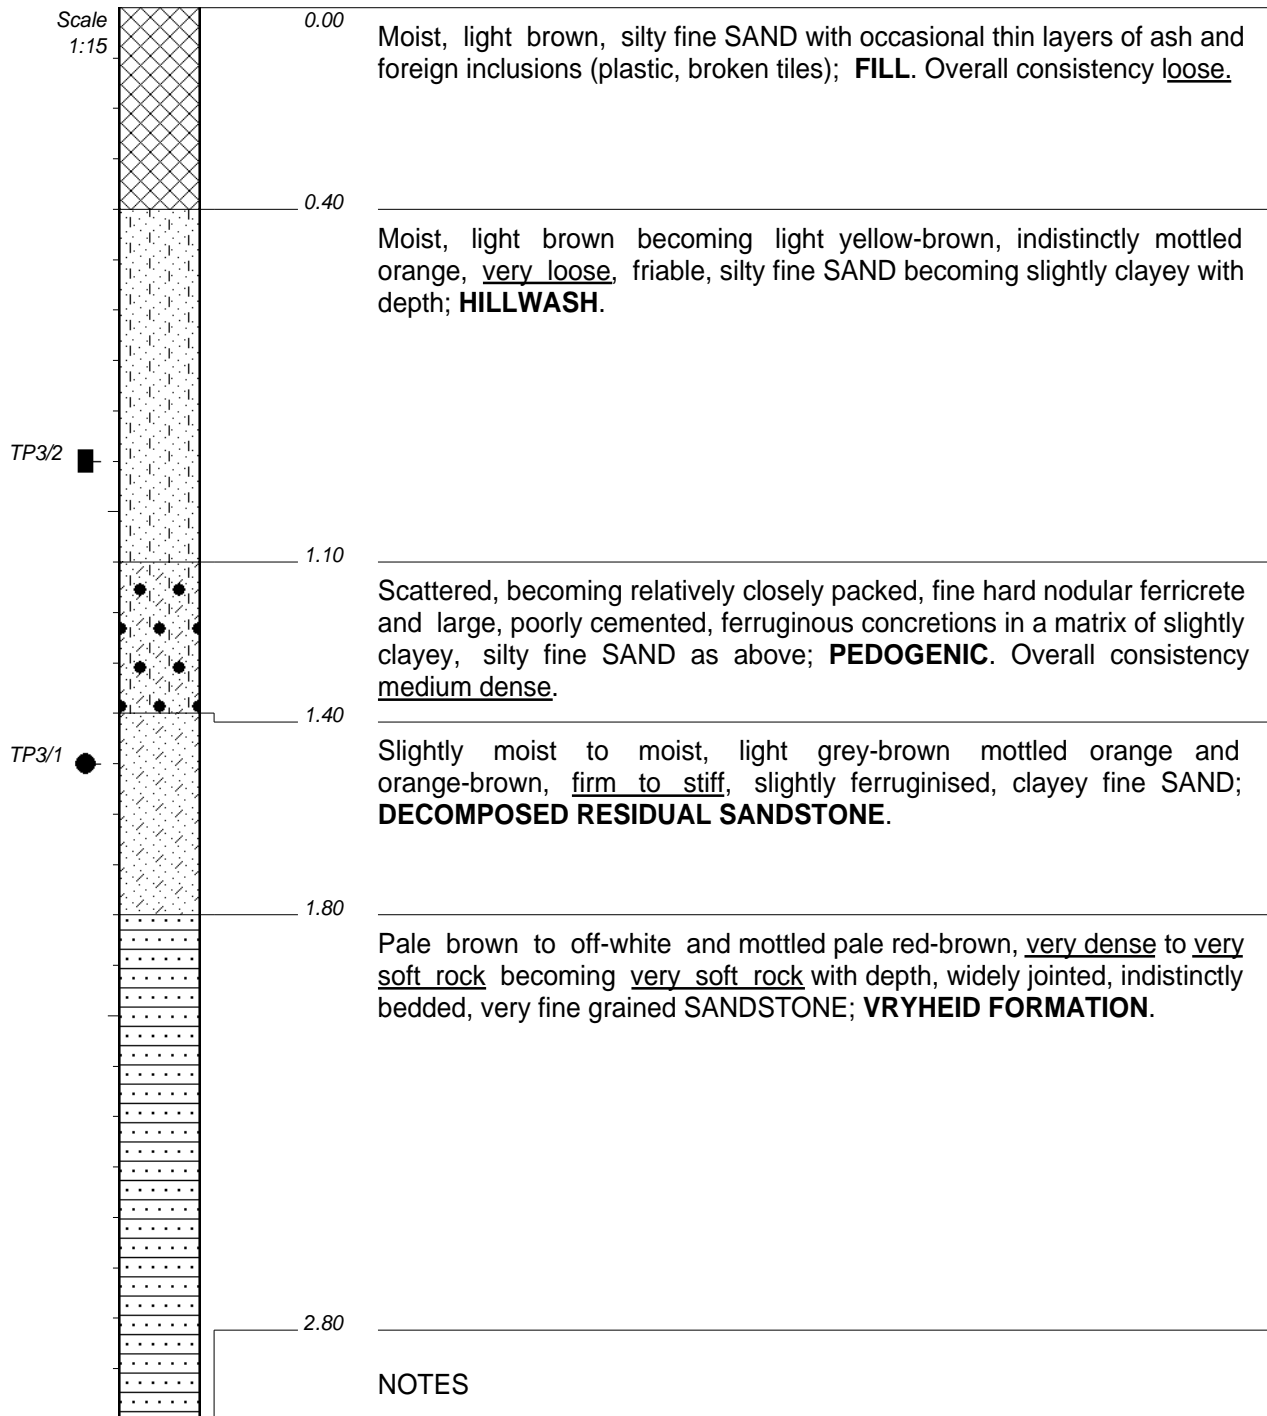 Scale
1:15
0.00
Moist, light brown, silty fine SAND with occasional thin layers of ash and
foreign inclusions (plastic, broken tiles); FILL. Overall consistency loose.
0.40
Moist, light brown becoming light yellow-brown, indistinctly mottled
orange, very loose, friable, silty fine SAND becoming slightly clayey with
depth; HILLWASH.
TP3/2
1.10
Scattered, becoming relatively closely packed, fine hard nodular ferricrete
and large, poorly cemented, ferruginous concretions in a matrix of slightly
clayey, silty fine SAND as above; PEDOGENIC. Overall consistency
medium dense.
1.40
TP3/1
Slightly moist to moist, light grey-brown mottled orange and
orange-brown, firm to stiff, slightly ferruginised, clayey fine SAND;
DECOMPOSED RESIDUAL SANDSTONE.
1.80
Pale brown to off-white and mottled pale red-brown, very dense to very
soft rock becoming very soft rock with depth, widely jointed, indistinctly
bedded, very fine grained SANDSTONE; VRYHEID FORMATION.
2.80
NOTES